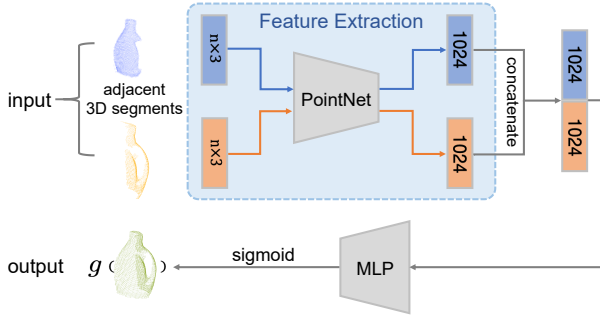 Feature Extraction
input
adjacent
3D segments
n×3
n×3
PointNet
1024
1024
concatenate
1024
1024
output
g ( )
sigmoid
MLP